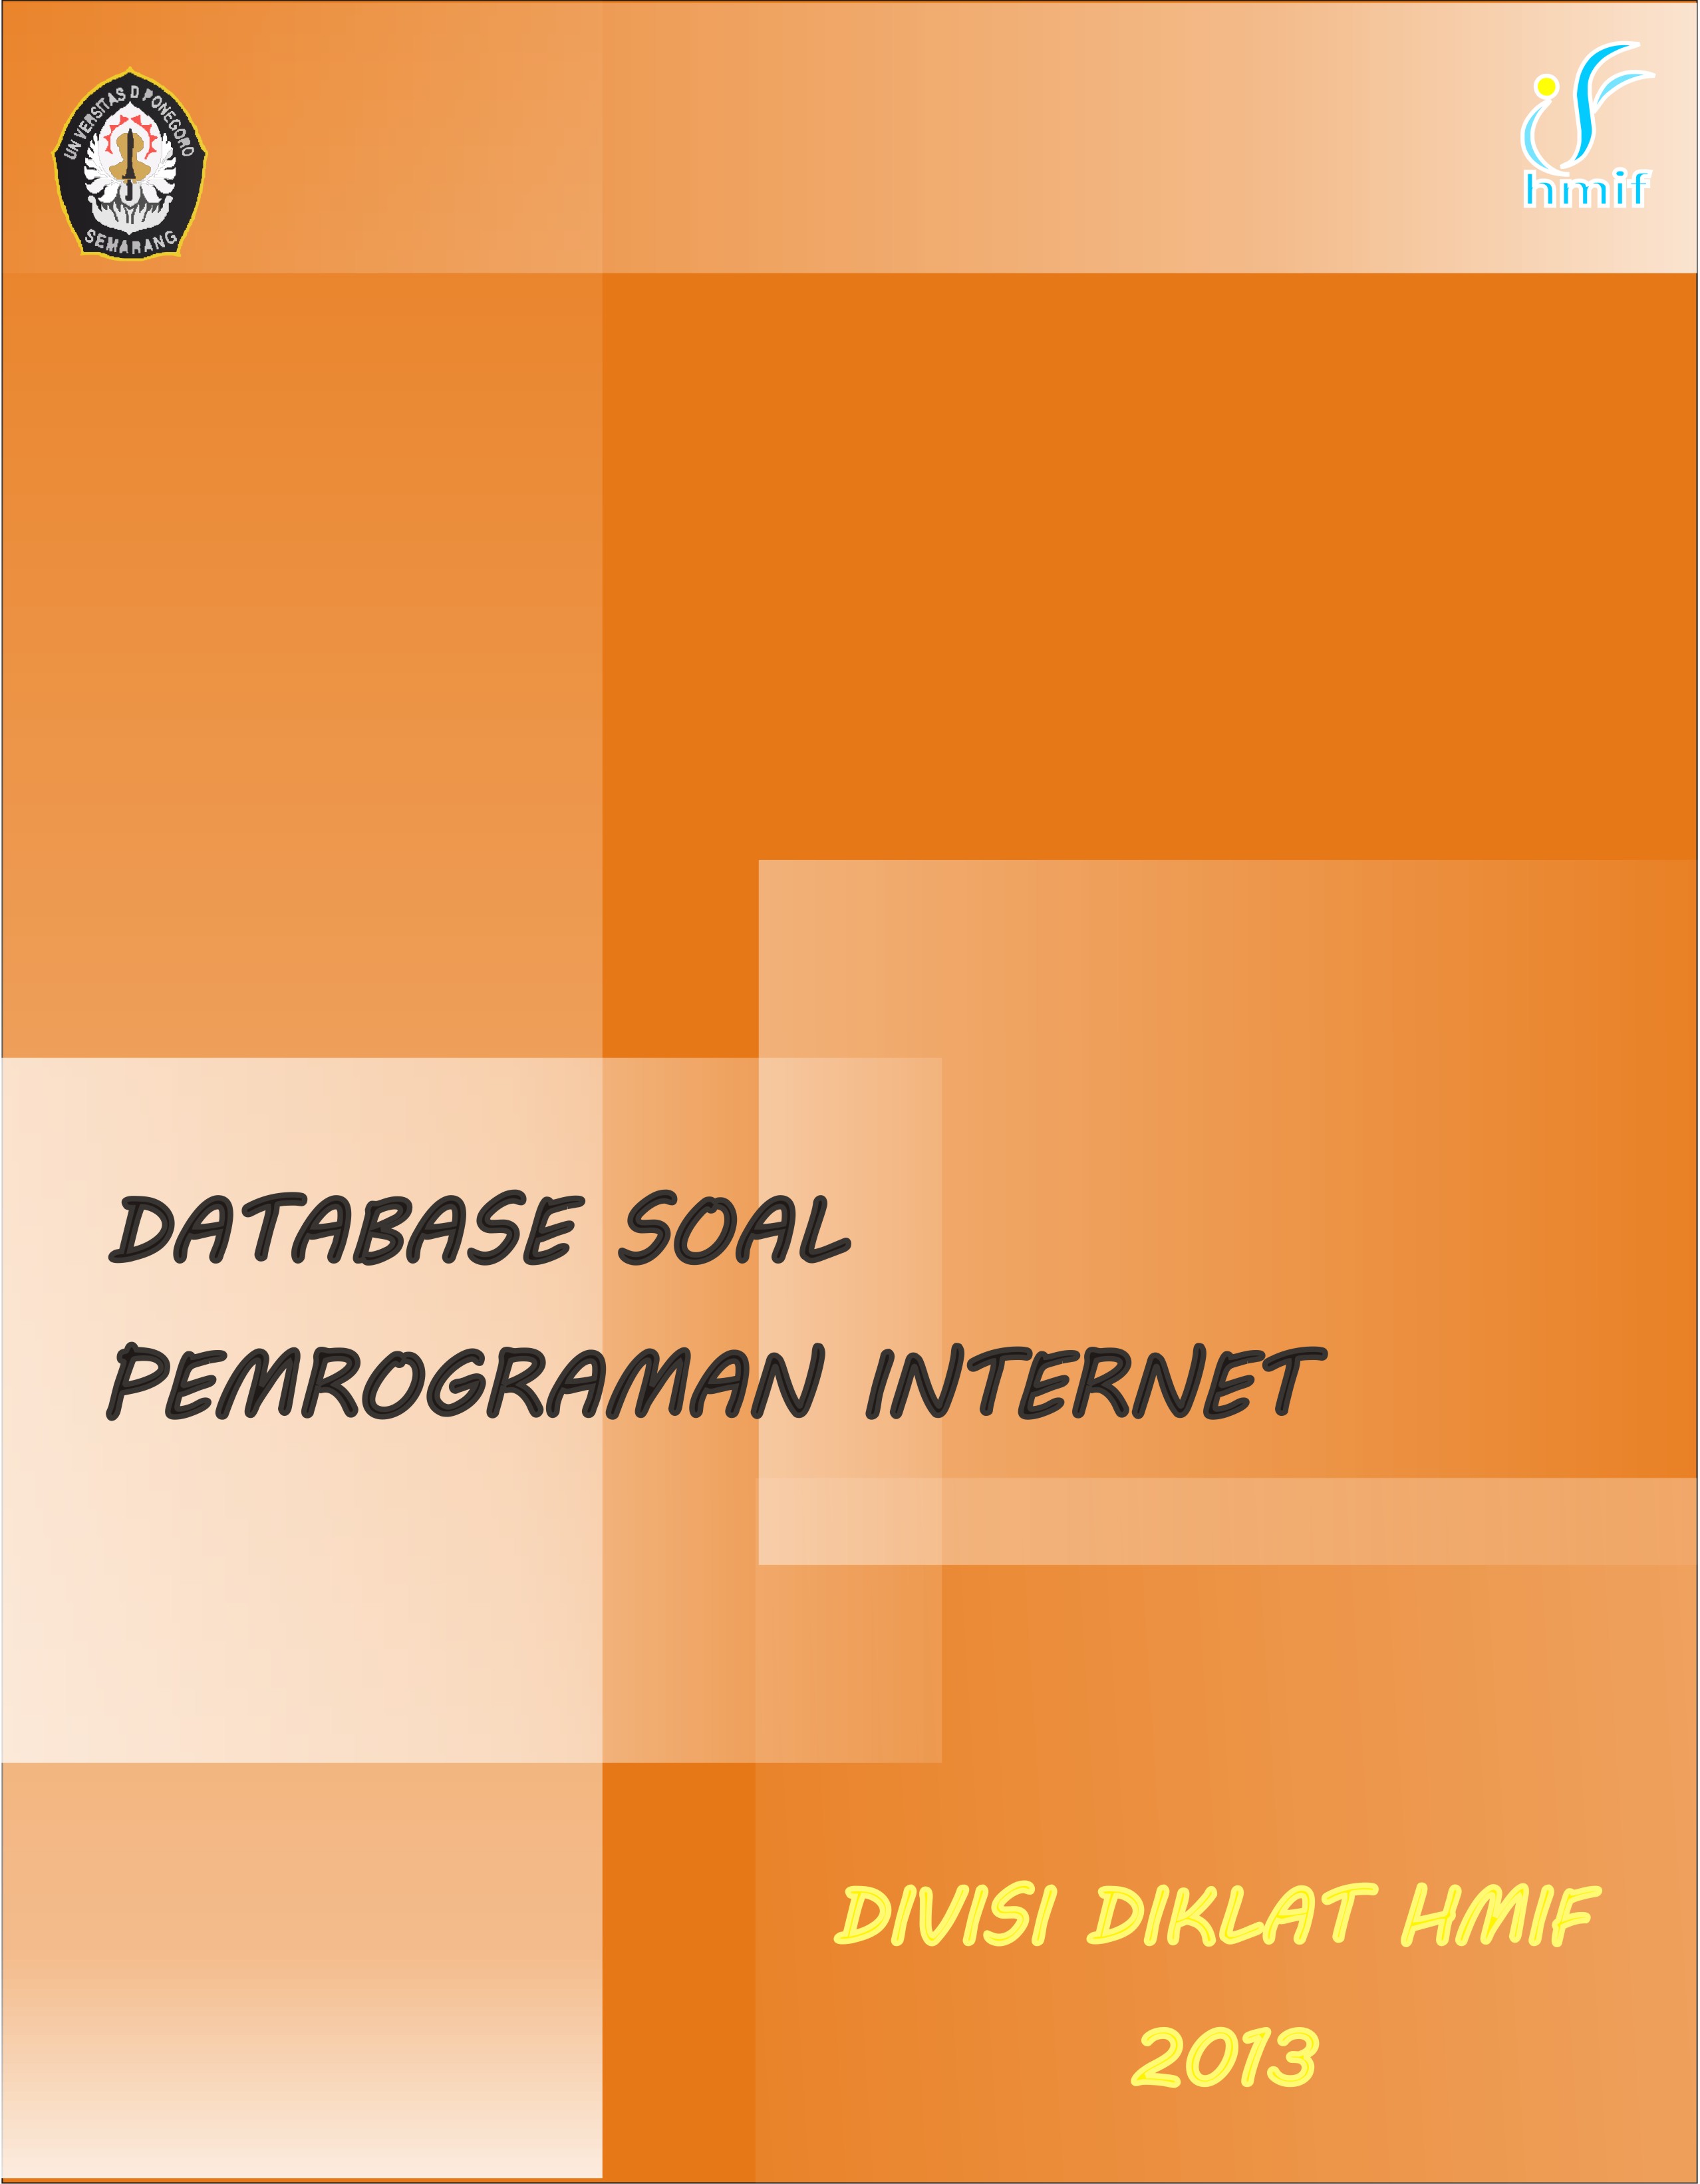 UNIVERSITAS DIPONEGORO
SEMARANG
hmif
DATABASE SOAL
PEMROGRAMAN INTERNET
DIVISI DIKLAT HMIF
2013